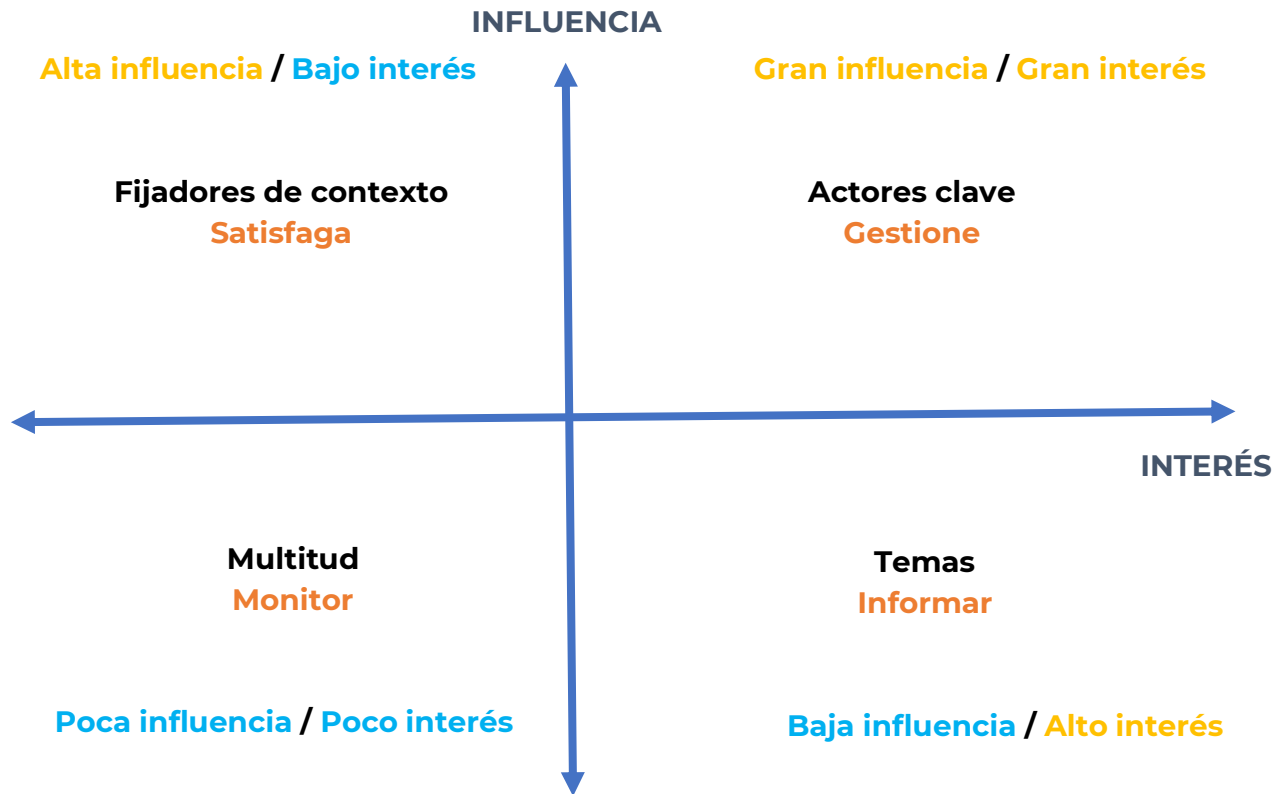 INFLUENCIA
Alta influencia / Bajo interés
Gran influencia / Gran interés
Fijadores de contexto
Satisfaga
Actores clave
Gestione
INTERÉS
Multitud
Monitor
Temas
Informar
Poca influencia / Poco interés
Baja influencia / Alto interés